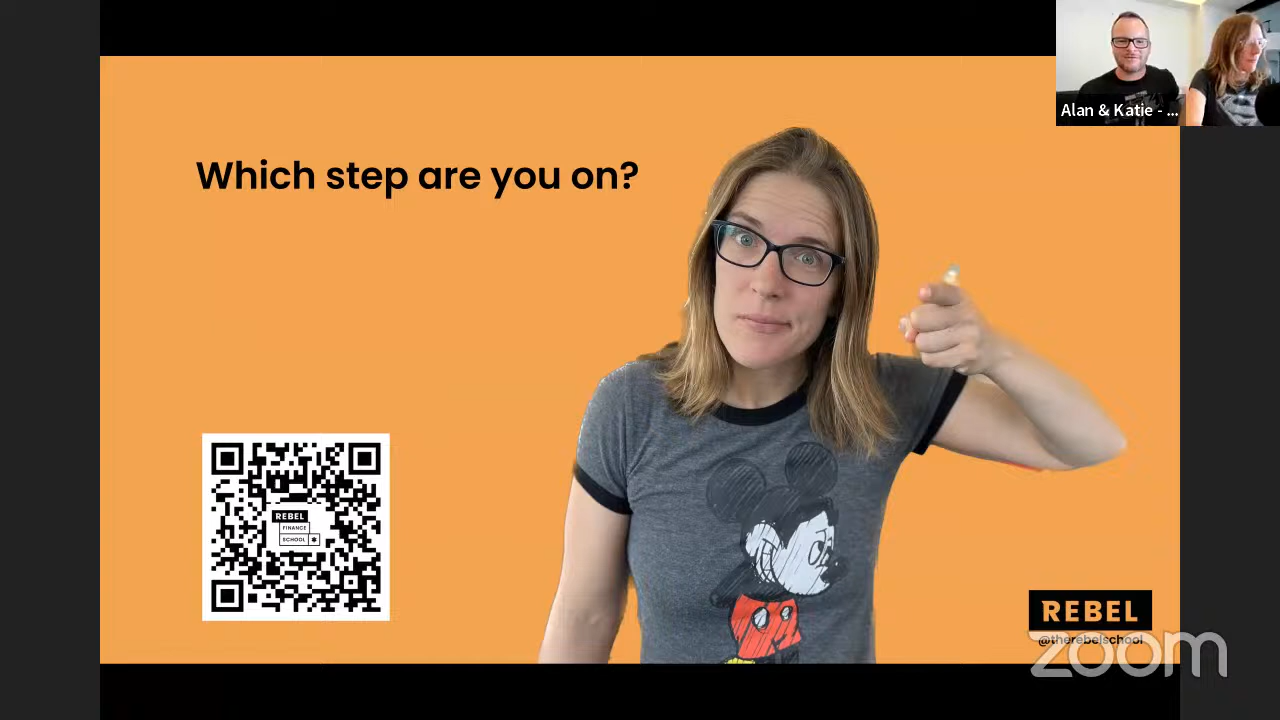 Alan & Katie - ...
Which step are you on?
REBEL
FINANCE
SCHOOL
REBEL
@therebelschool
zoom